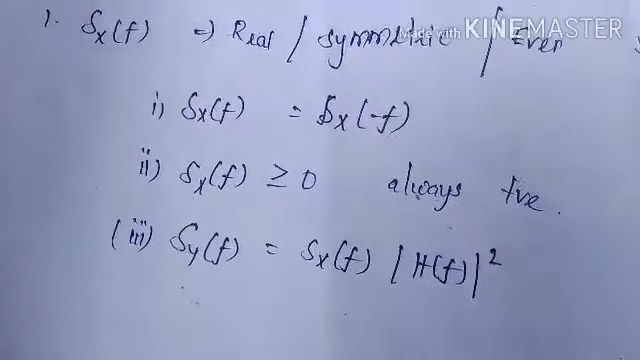 Made with KINEMASTER
1. Sx(f) => Real / symmetric / Even
i) Sx(f) = Sx(-f)
ii) Sx(f) ≥ 0 always +ve.
(iii) Sy(f) = Sx(f) |H(f)|²